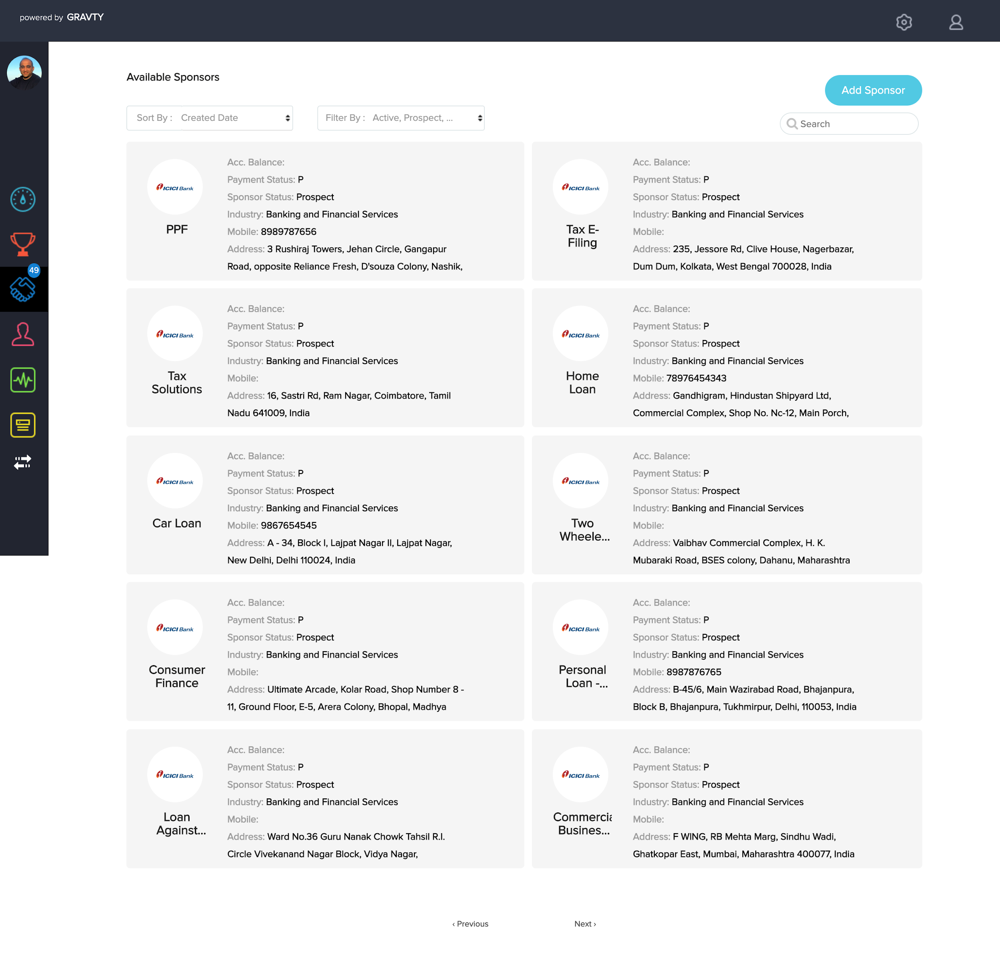 powered by GRAVTY
49
Available Sponsors
Add Sponsor
Sort By : Created Date
Filter By : Active, Prospect, ...
Search
ICICI Bank
PPF
Acc. Balance:
Payment Status: P
Sponsor Status: Prospect
Industry: Banking and Financial Services
Mobile: 8989787656
Address: 3 Rushiraj Towers, Jehan Circle, Gangapur
Road, opposite Reliance Fresh, D'souza Colony, Nashik,
ICICI Bank
Tax E-
Filing
Acc. Balance:
Payment Status: P
Sponsor Status: Prospect
Industry: Banking and Financial Services
Mobile:
Address: 235, Jessore Rd, Clive House, Nagerbazar,
Dum Dum, Kolkata, West Bengal 700028, India
ICICI Bank
Tax
Solutions
Acc. Balance:
Payment Status: P
Sponsor Status: Prospect
Industry: Banking and Financial Services
Mobile:
Address: 16, Sastri Rd, Ram Nagar, Coimbatore, Tamil
Nadu 641009, India
ICICI Bank
Home
Loan
Acc. Balance:
Payment Status: P
Sponsor Status: Prospect
Industry: Banking and Financial Services
Mobile: 78976454343
Address: Gandhigram, Hindustan Shipyard Ltd,
Commercial Complex, Shop No. Nc-12, Main Porch,
ICICI Bank
Car Loan
Acc. Balance:
Payment Status: P
Sponsor Status: Prospect
Industry: Banking and Financial Services
Mobile: 9867654545
Address: A - 34, Block I, Lajpat Nagar II, Lajpat Nagar,
New Delhi, Delhi 110024, India
ICICI Bank
Two
Wheele...
Acc. Balance:
Payment Status: P
Sponsor Status: Prospect
Industry: Banking and Financial Services
Mobile:
Address: Vaibhav Commercial Complex, H. K.
Mubaraki Road, BSES colony, Dahanu, Maharashtra
ICICI Bank
Consumer
Finance
Acc. Balance:
Payment Status: P
Sponsor Status: Prospect
Industry: Banking and Financial Services
Mobile:
Address: Ultimate Arcade, Kolar Road, Shop Number 8 -
11, Ground Floor, E-5, Arera Colony, Bhopal, Madhya
ICICI Bank
Personal
Loan -...
Acc. Balance:
Payment Status: P
Sponsor Status: Prospect
Industry: Banking and Financial Services
Mobile: 8987876765
Address: B-45/6, Main Wazirabad Road, Bhajanpura,
Block B, Bhajanpura, Tukhmirpur, Delhi, 110053, India
ICICI Bank
Loan
Against...
Acc. Balance:
Payment Status: P
Sponsor Status: Prospect
Industry: Banking and Financial Services
Mobile:
Address: Ward No.36 Guru Nanak Chowk Tahsil R.I.
Circle Vivekanand Nagar Block, Vidya Nagar,
ICICI Bank
Commercia
Busines...
Acc. Balance:
Payment Status: P
Sponsor Status: Prospect
Industry: Banking and Financial Services
Mobile:
Address: F WING, RB Mehta Marg, Sindhu Wadi,
Ghatkopar East, Mumbai, Maharashtra 400077, India
‹ Previous
Next ›